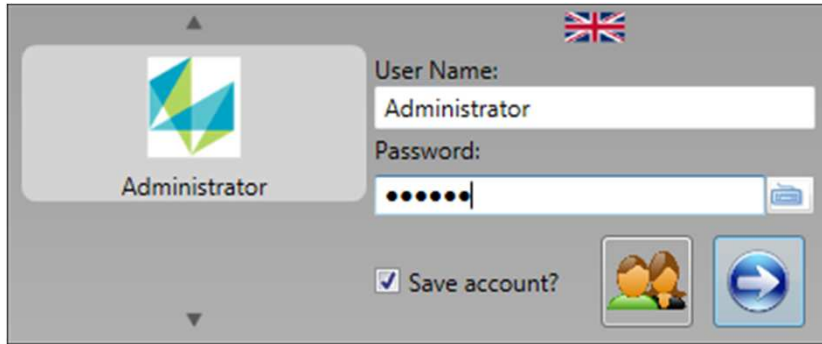 Administrator
User Name:
Administrator
Password:
••••••
Save account?